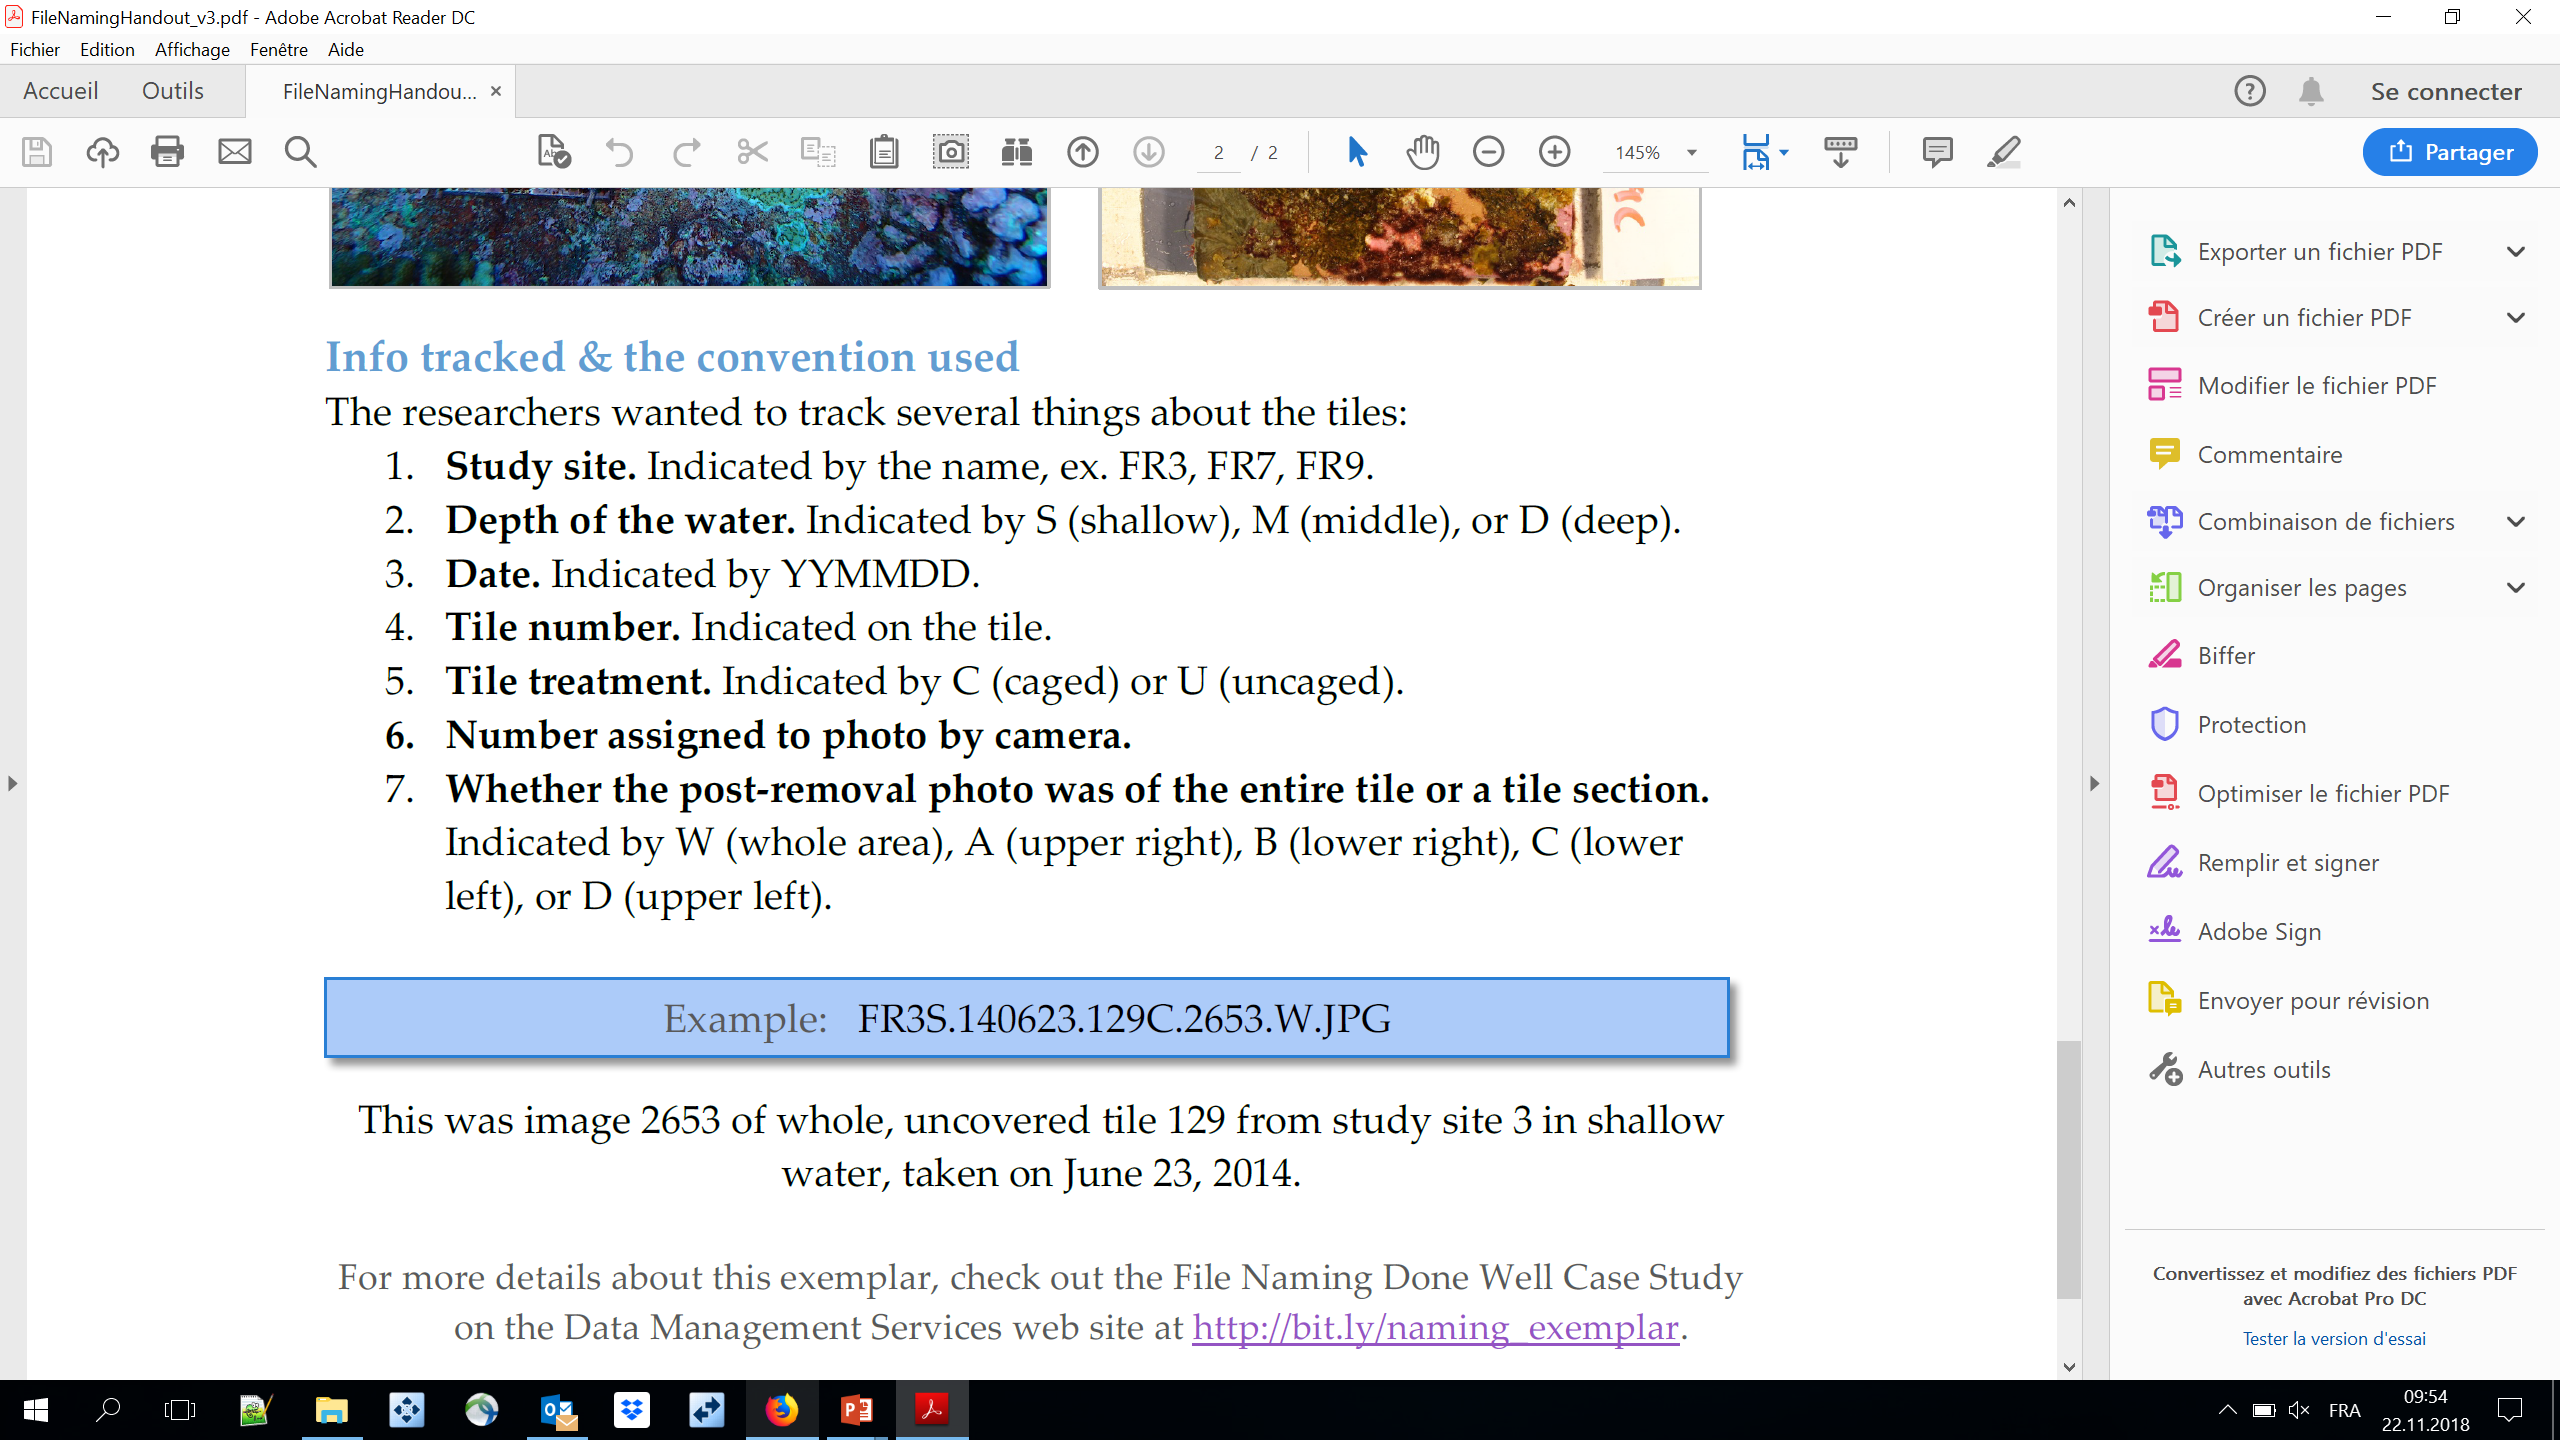 FileNamingHandout_v3.pdf - Adobe Acrobat Reader DC
Fichier Edition Affichage Fenêtre Aide
Accueil Outils FileNamingHandou... × Se connecter
2 / 2 145% Partager
Info tracked & the convention used
The researchers wanted to track several things about the tiles:
1. Study site. Indicated by the name, ex. FR3, FR7, FR9.
2. Depth of the water. Indicated by S (shallow), M (middle), or D (deep).
3. Date. Indicated by YYMMDD.
4. Tile number. Indicated on the tile.
5. Tile treatment. Indicated by C (caged) or U (uncaged).
6. Number assigned to photo by camera.
7. Whether the post-removal photo was of the entire tile or a tile section.
Indicated by W (whole area), A (upper right), B (lower right), C (lower
left), or D (upper left).
Example: FR3S.140623.129C.2653.W.JPG
This was image 2653 of whole, uncovered tile 129 from study site 3 in shallow
water, taken on June 23, 2014.
For more details about this exemplar, check out the File Naming Done Well Case Study
on the Data Management Services web site at http://bit.ly/naming_exemplar.
Exporter un fichier PDF
Créer un fichier PDF
Modifier le fichier PDF
Commentaire
Combinaison de fichiers
Organiser les pages
Biffer
Protection
Optimiser le fichier PDF
Remplir et signer
Adobe Sign
Envoyer pour révision
Autres outils
Convertissez et modifiez des fichiers PDF
avec Acrobat Pro DC
Tester la version d'essai
FRA
09:54
22.11.2018